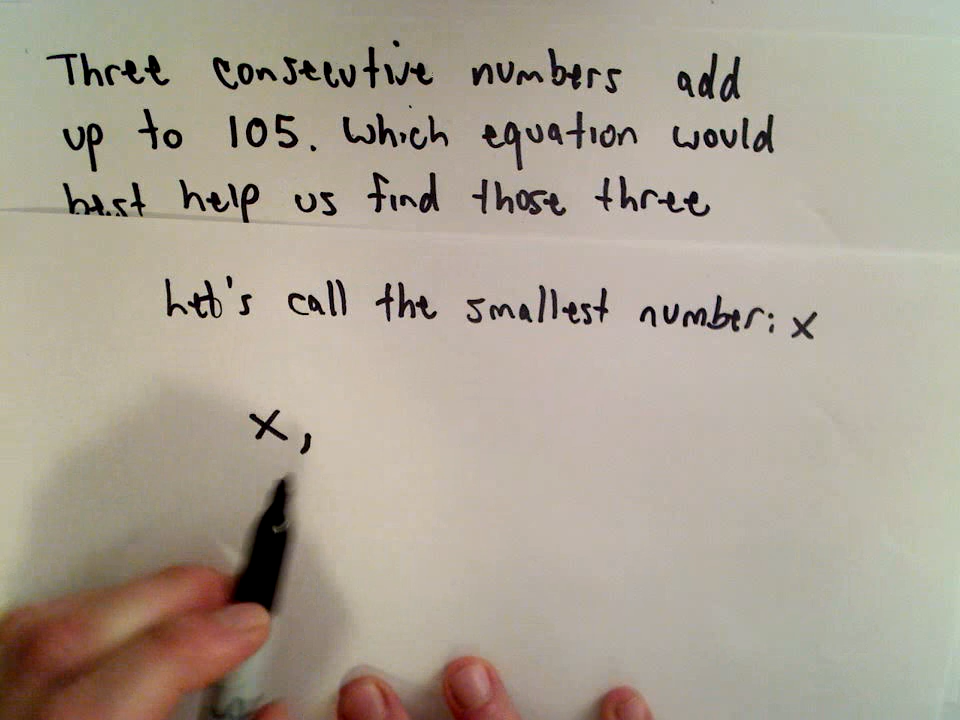 Three consecutive numbers add
up to 105. Which equation would
best help us find those three
Let's call the smallest number: x
x,